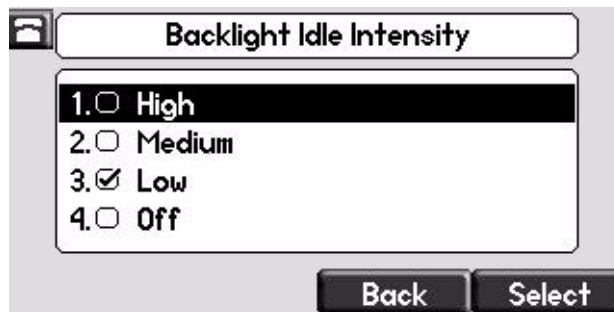 Backlight Idle Intensity
1. High
2. Medium
3. Low
4. Off
Back Select